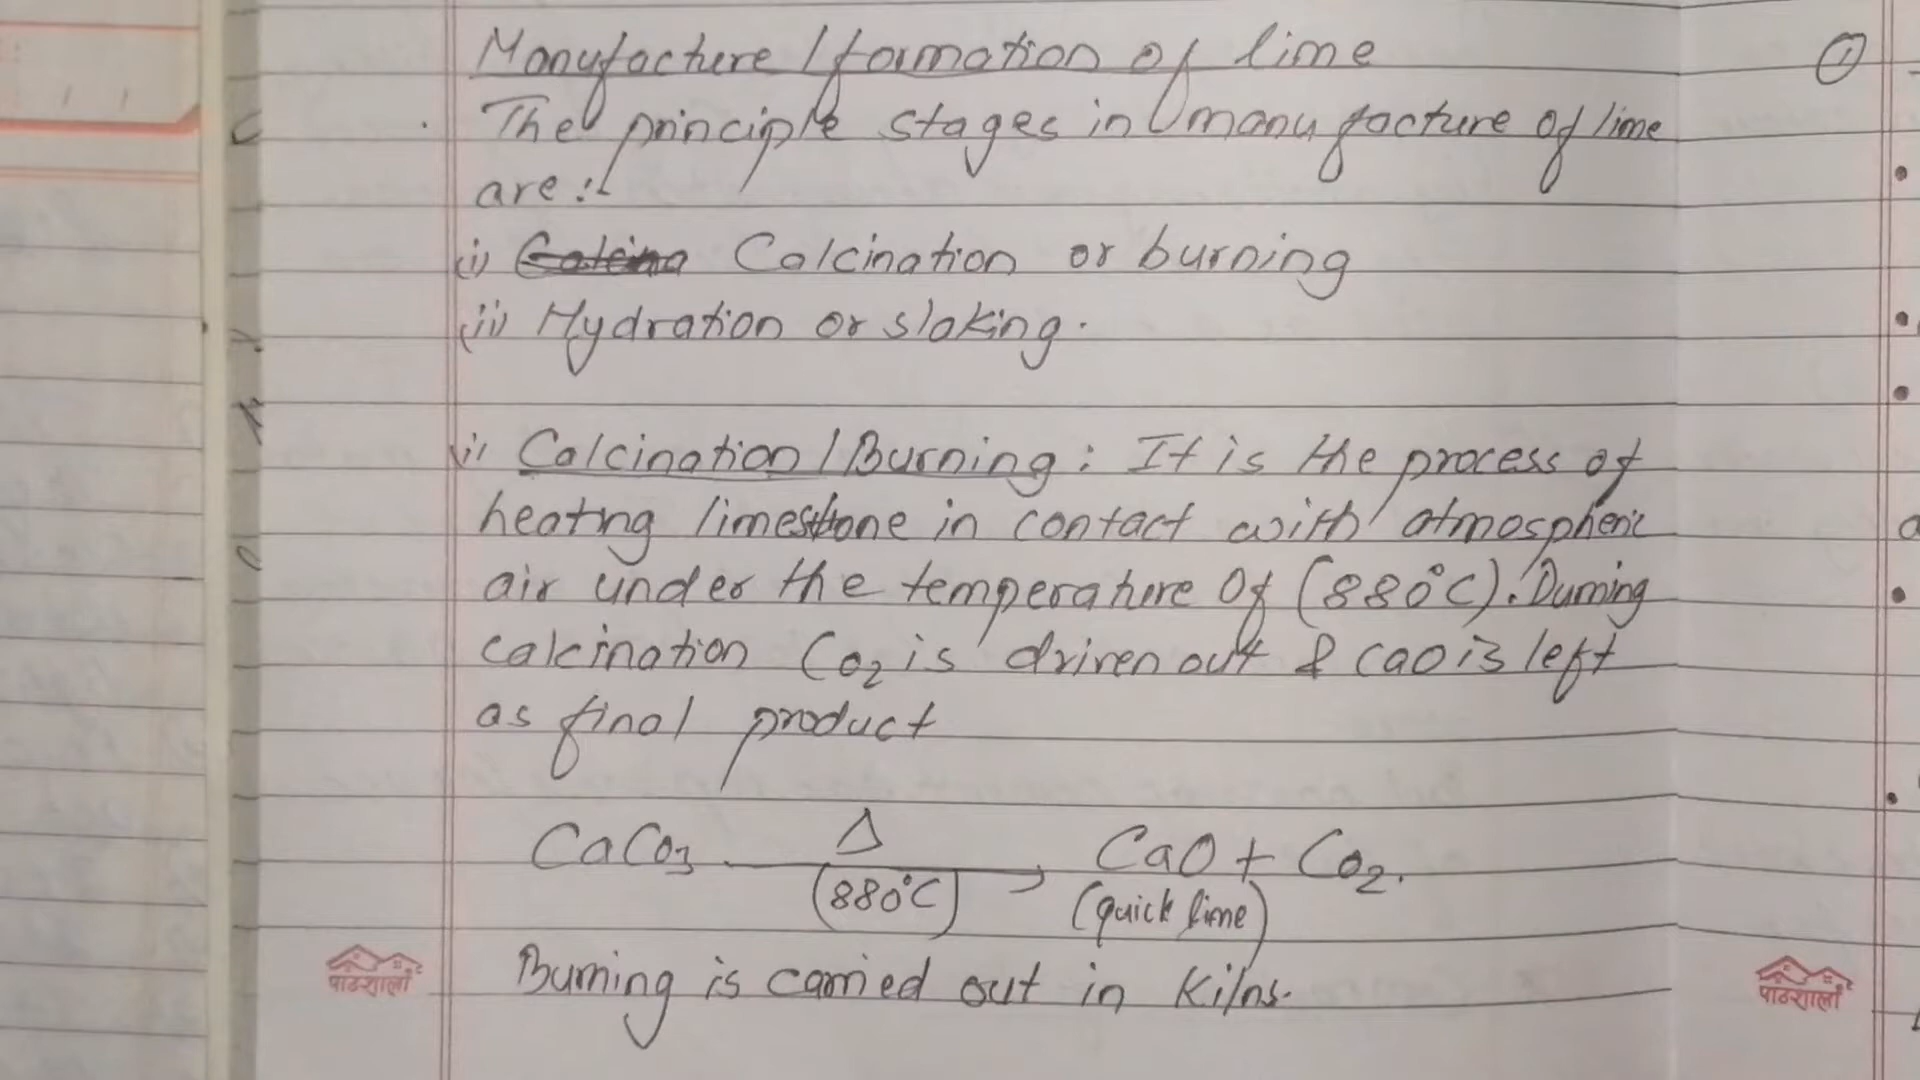 Manufacture / formation of lime
①
The principle stages in manufacture of lime
are :-
(i) Calcination or burning
(ii) Hydration or slaking.
(i) Calcination / Burning : It is the process of
heating limestone in contact with atmospheric
air under the temperature of (880°C). During
calcination CO2 is driven out & CaO is left
as final product
CaCO3 Δ (880°C) → CaO + CO2.
(quick lime)
Burning is carried out in kilns.
पाठशाला
पाठशाला